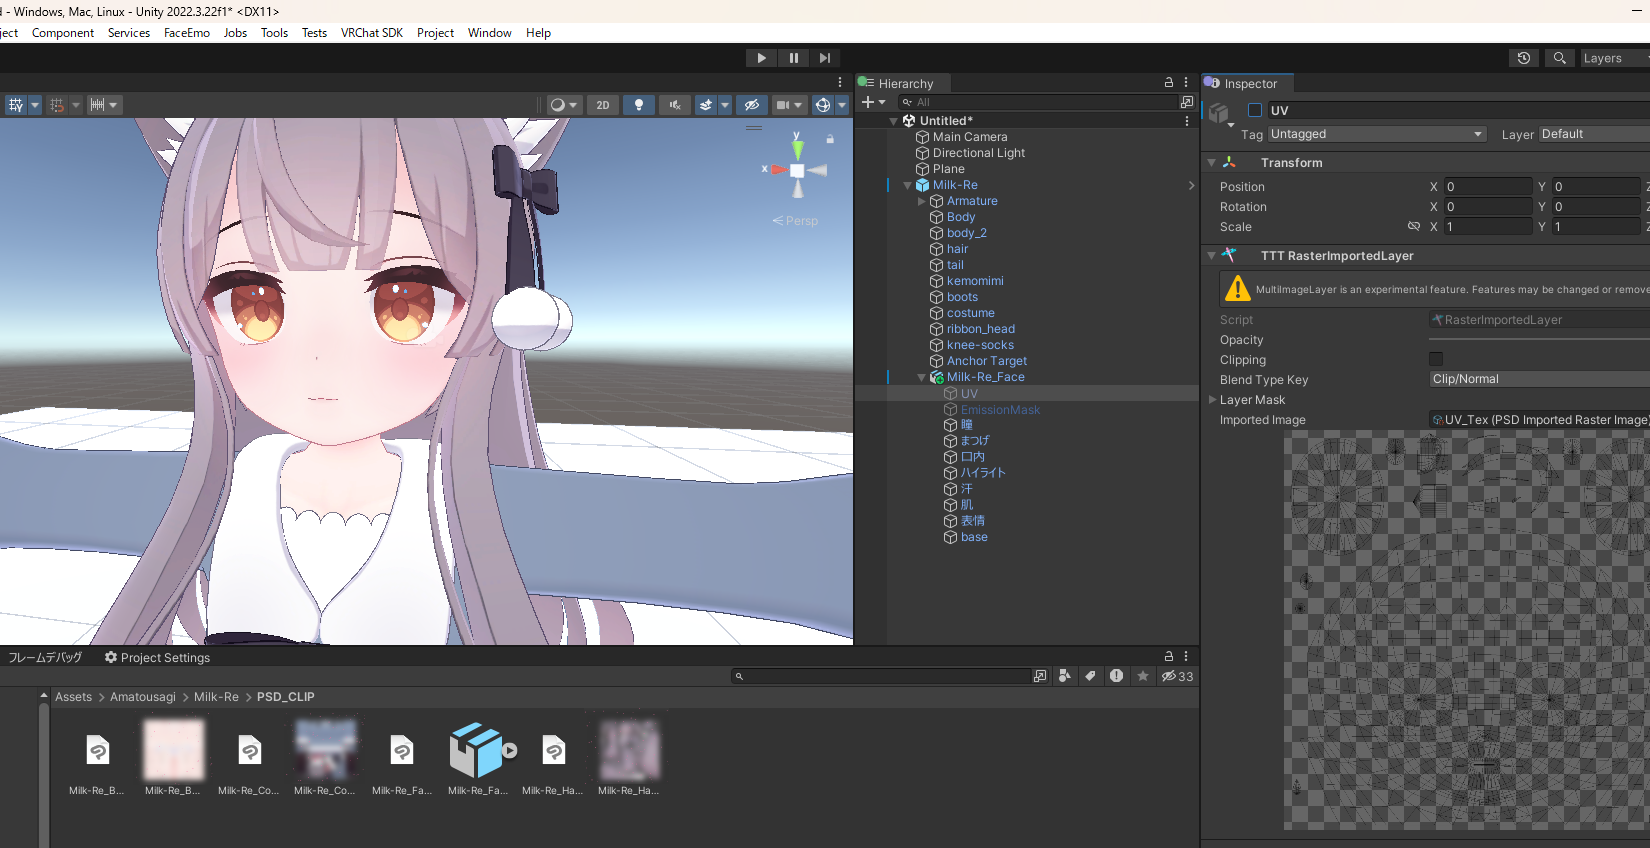 d - Windows, Mac, Linux - Unity 2022.3.22f1* <DX11>
ject Component Services FaceEmo Jobs Tools Tests VRChat SDK Project Window Help
Layers
Hierarchy
Inspector
2D
All
UV
Untitled*
Tag Untagged Layer Default
Main Camera
Directional Light
Plane
Milk-Re
Armature
Body
body_2
hair
tail
kemomimi
boots
costume
ribbon_head
knee-socks
Anchor Target
Milk-Re_Face
UV
EmissionMask
瞳
まつげ
口内
ハイライト
汗
肌
表情
base
y
x
Persp
Transform
Position X 0 Y 0 Z
Rotation X 0 Y 0 Z
Scale X 1 Y 1 Z
TTT RasterImportedLayer
MultiImageLayer is an experimental feature. Features may be changed or remove
Script RasterImportedLayer
Opacity
Clipping
Blend Type Key Clip/Normal
Layer Mask
Imported Image UV_Tex (PSD Imported Raster Image)
フレームデバッグ Project Settings
33
Assets > Amatousagi > Milk-Re > PSD_CLIP
Milk-Re_B... Milk-Re_B... Milk-Re_Co... Milk-Re_Co... Milk-Re_Fa... Milk-Re_Fa... Milk-Re_Ha... Milk-Re_Ha...